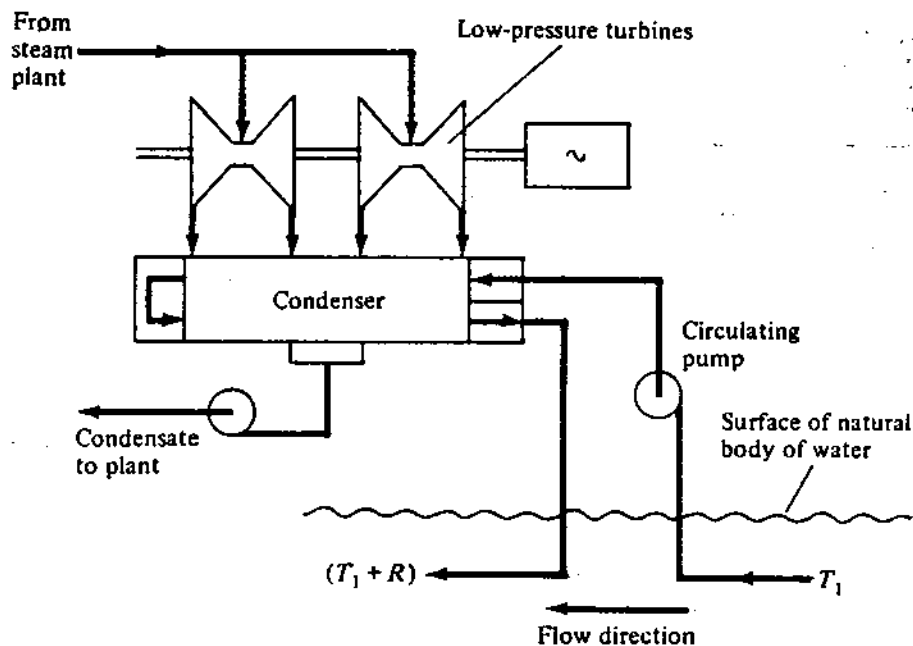 From
steam
plant
Low-pressure turbines
~
Condenser
Circulating
pump
Condensate
to plant
Surface of natural
body of water
(T₁ + R)
T₁
Flow direction